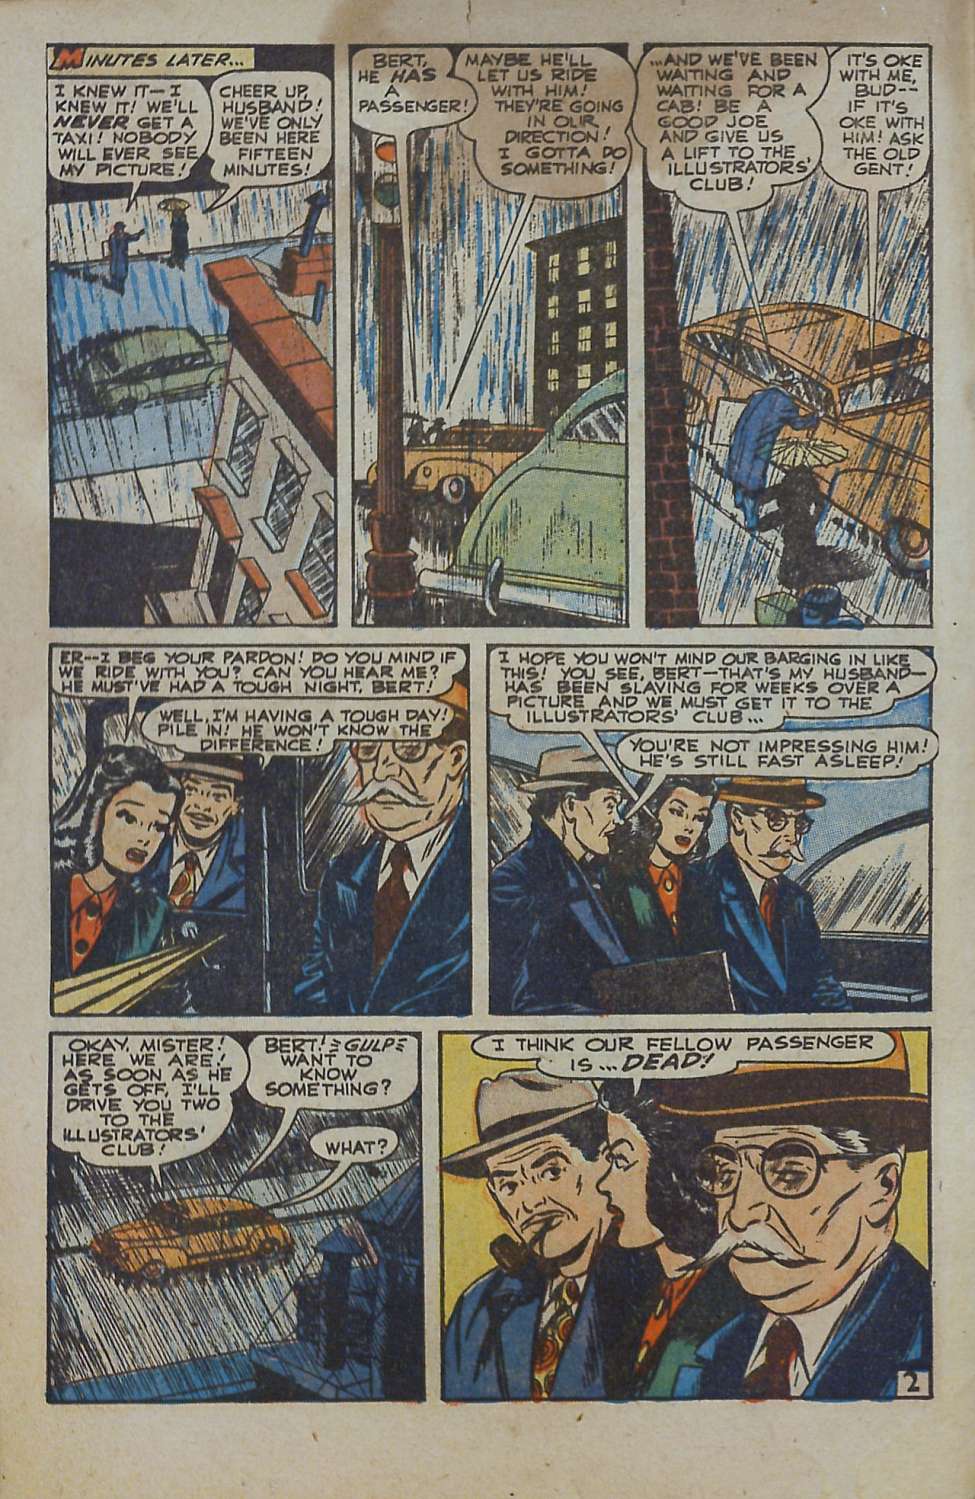 MINUTES LATER...
I KNEW IT—I
KNEW IT! WE'LL
NEVER GET A
TAXI! NOBODY
WILL EVER SEE
MY PICTURE!
CHEER UP,
HUSBAND!
WE'VE ONLY
BEEN HERE
FIFTEEN
MINUTES!
BERT,
HE HAS
A
PASSENGER!
MAYBE HE'LL
LET US RIDE
WITH HIM!
THEY'RE GOING
IN OUR
DIRECTION!
I GOTTA DO
SOMETHING!
...AND WE'VE BEEN
WAITING AND
WAITING FOR A
CAB! BE A
GOOD JOE
AND GIVE US
A LIFT TO THE
ILLUSTRATORS'
CLUB!
IT'S OKE
WITH ME,
BUD--
IF IT'S
OKE WITH
HIM! ASK
THE OLD
GENT!
ER--I BEG YOUR PARDON! DO YOU MIND IF
WE RIDE WITH YOU? CAN YOU HEAR ME?
HE MUST'VE HAD A TOUGH NIGHT, BERT!
WELL, I'M HAVING A TOUGH DAY!
PILE IN! HE WON'T KNOW THE
DIFFERENCE!
I HOPE YOU WON'T MIND OUR BARGING IN LIKE
THIS! YOU SEE, BERT—THAT'S MY HUSBAND—
HAS BEEN SLAVING FOR WEEKS OVER A
PICTURE AND WE MUST GET IT TO THE
ILLUSTRATORS' CLUB...
YOU'RE NOT IMPRESSING HIM!
HE'S STILL FAST ASLEEP!
OKAY, MISTER!
HERE WE ARE!
AS SOON AS HE
GETS OFF, I'LL
DRIVE YOU TWO
TO THE
ILLUSTRATORS'
CLUB!
BERT! GULP
WANT TO
KNOW
SOMETHING?
WHAT?
I THINK OUR FELLOW PASSENGER
IS... DEAD!
2